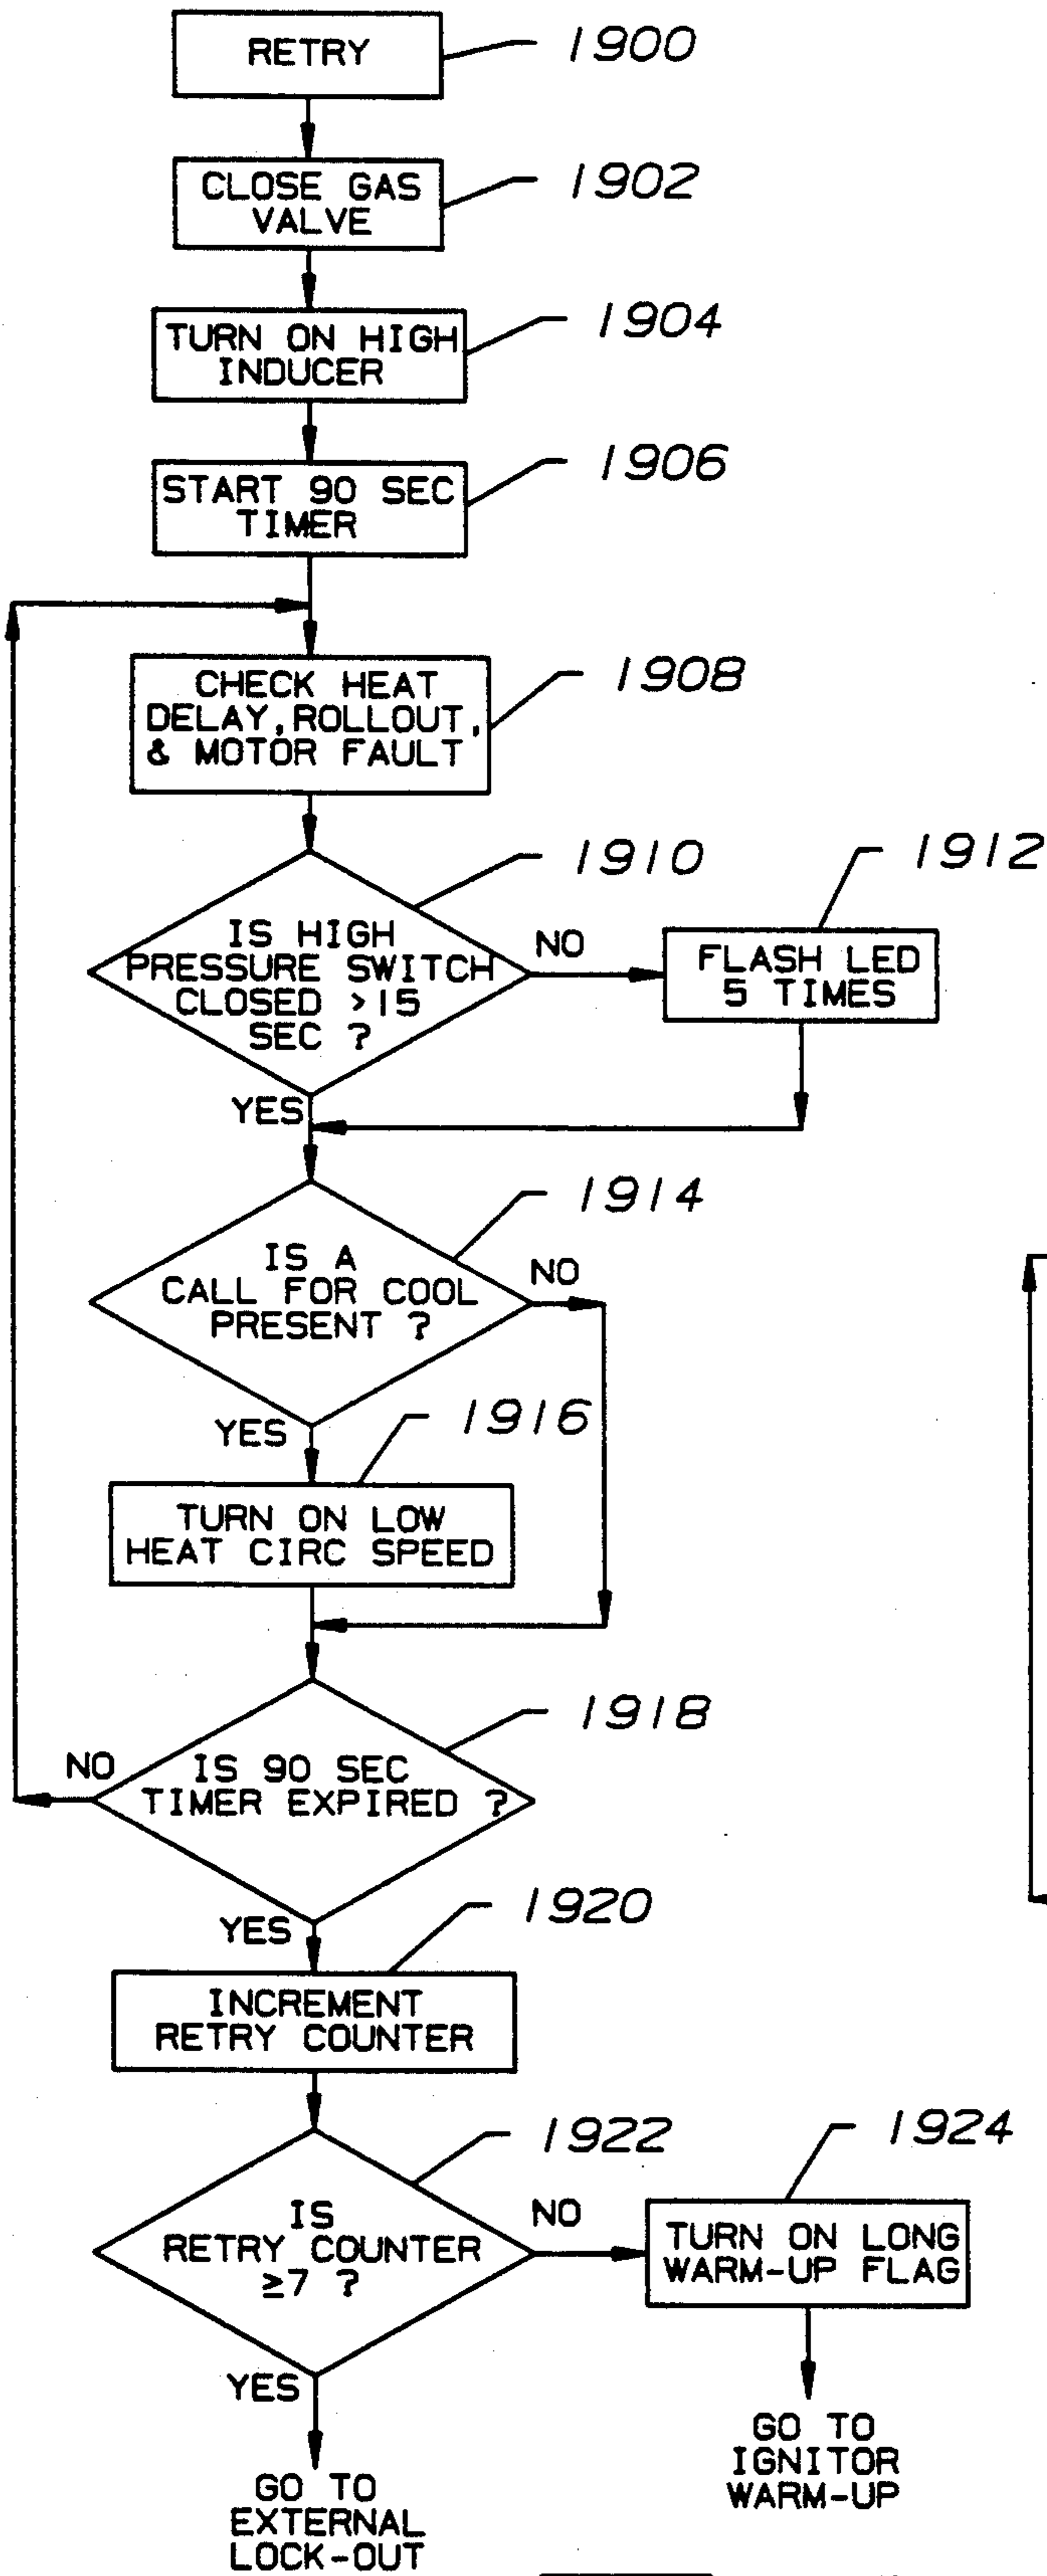 RETRY
1900
CLOSE GAS
VALVE
1902
TURN ON HIGH
INDUCER
1904
START 90 SEC
TIMER
1906
CHECK HEAT
DELAY, ROLLOUT,
& MOTOR FAULT
1908
IS HIGH
PRESSURE SWITCH
CLOSED >15
SEC ?
1910
NO
FLASH LED
5 TIMES
1912
YES
IS A
CALL FOR COOL
PRESENT ?
1914
NO
YES
TURN ON LOW
HEAT CIRC SPEED
1916
IS 90 SEC
TIMER EXPIRED ?
1918
NO
YES
INCREMENT
RETRY COUNTER
1920
IS
RETRY COUNTER
≥7 ?
1922
NO
TURN ON LONG
WARM-UP FLAG
1924
YES
GO TO
IGNITOR
WARM-UP
GO TO
EXTERNAL
LOCK-OUT